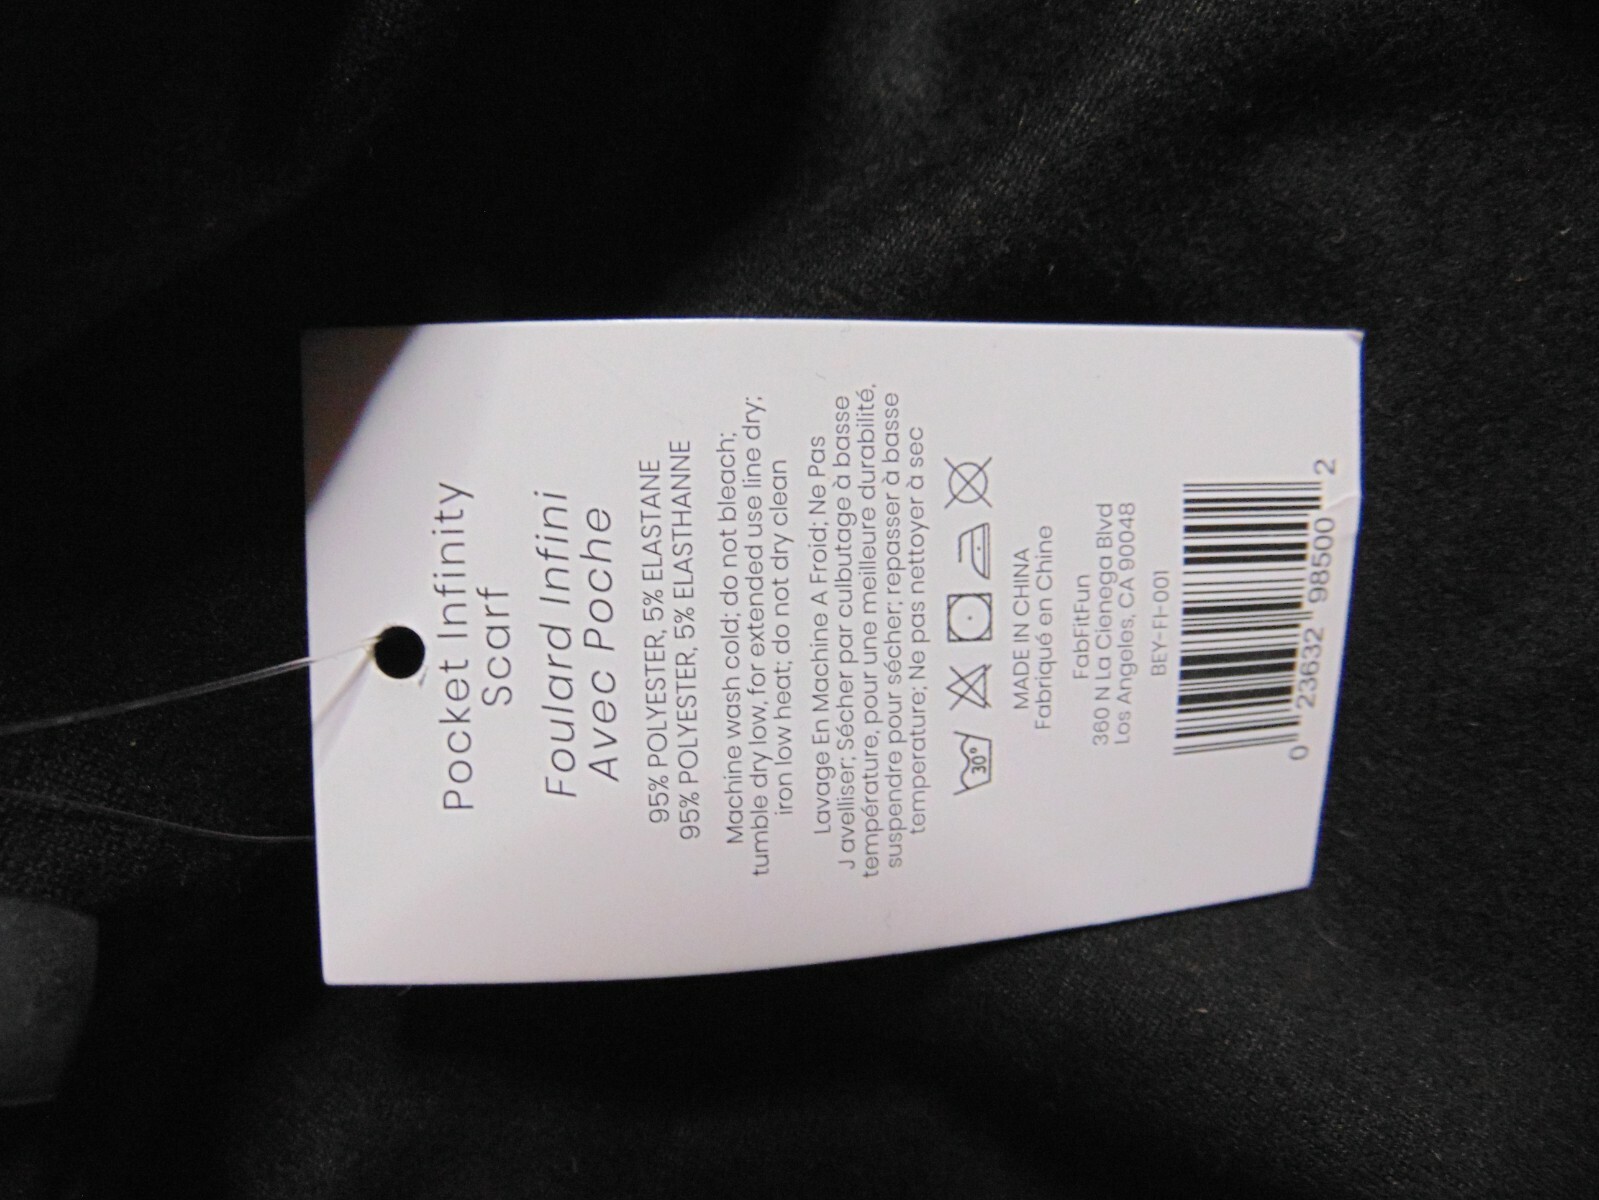 Pocket Infinity
Scarf
Foulard Infini
Avec Poche
95% POLYESTER, 5% ELASTANE
95% POLYESTER, 5% ELASTHANNE
Machine wash cold; do not bleach;
tumble dry low, for extended use line dry;
iron low heat; do not dry clean
Lavage En Machine A Froid; Ne Pas
Javelliser; Sécher par culbutage à basse
température, pour une meilleure durabilité,
suspendre pour sécher; repasser à basse
temperature; Ne pas nettoyer à sec
30°
MADE IN CHINA
Fabriqué en Chine
FabFitFun
360 N La Cienega Blvd
Los Angeles, CA 90048
BEY-FI-001
0 23632 98500 2